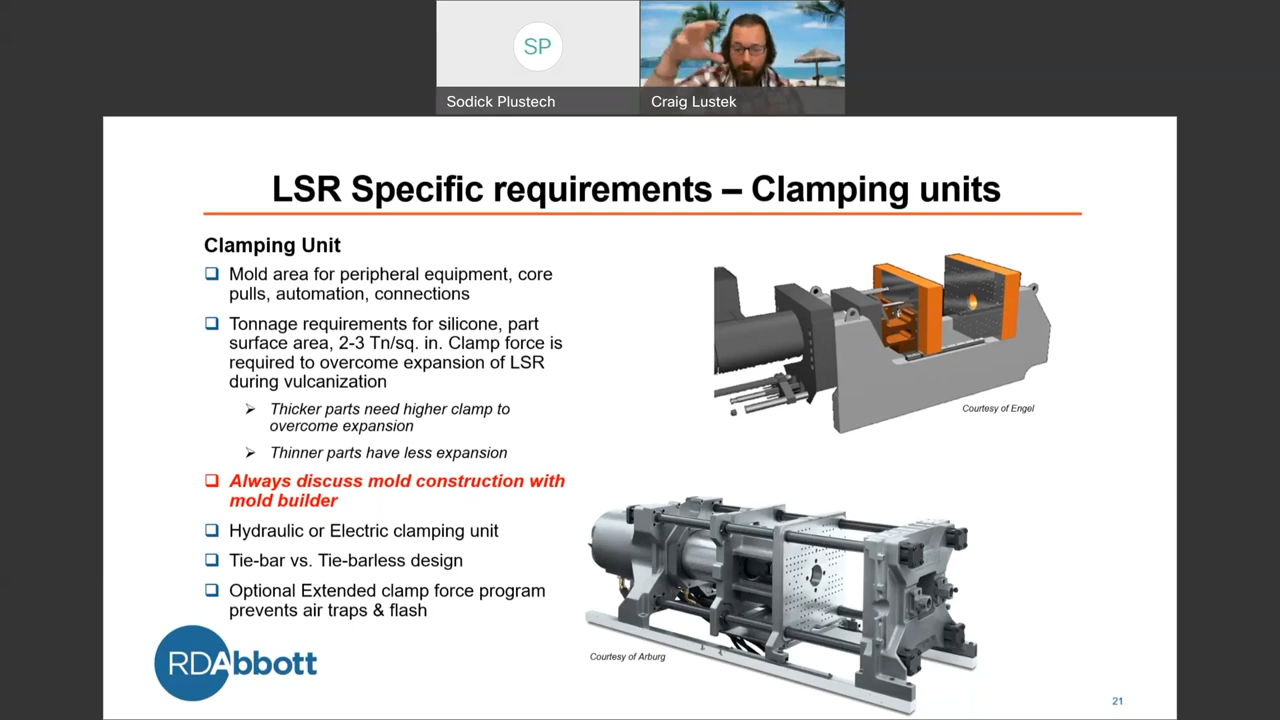 SP
Sodick Plustech
Craig Lustek
LSR Specific requirements – Clamping units
Clamping Unit
Mold area for peripheral equipment, core
pulls, automation, connections
Tonnage requirements for silicone, part
surface area, 2-3 Tn/sq. in. Clamp force is
required to overcome expansion of LSR
during vulcanization
Thicker parts need higher clamp to
overcome expansion
Thinner parts have less expansion
Always discuss mold construction with
mold builder
Hydraulic or Electric clamping unit
Tie-bar vs. Tie-barless design
Optional Extended clamp force program
prevents air traps & flash
Courtesy of Engel
Courtesy of Arburg
RDAbbott
21